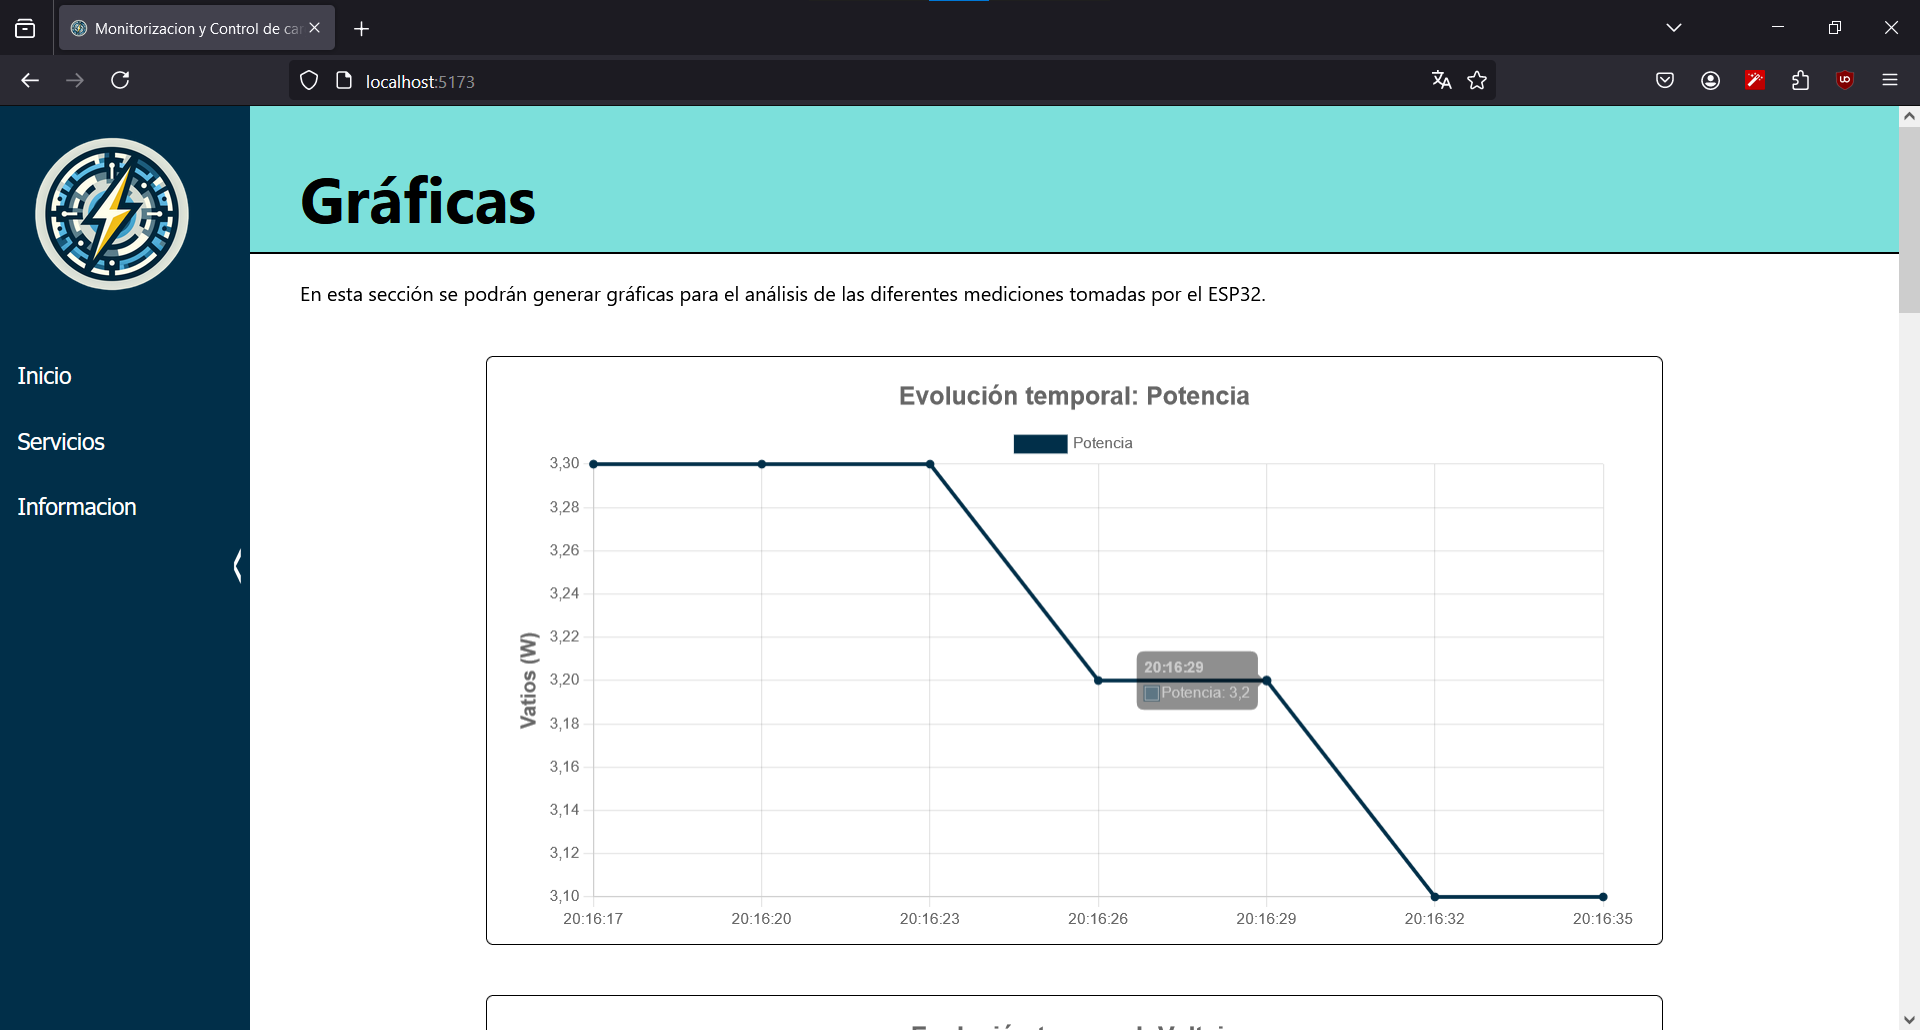 Monitorizacion y Control de car
localhost:5173
Gráficas
Inicio
Servicios
Informacion
En esta sección se podrán generar gráficas para el análisis de las diferentes mediciones tomadas por el ESP32.
Evolución temporal: Potencia
Potencia
Vatios (W)
3,30
3,28
3,26
3,24
3,22
3,20
3,18
3,16
3,14
3,12
3,10
20:16:29
Potencia: 3,2
20:16:17
20:16:20
20:16:23
20:16:26
20:16:29
20:16:32
20:16:35